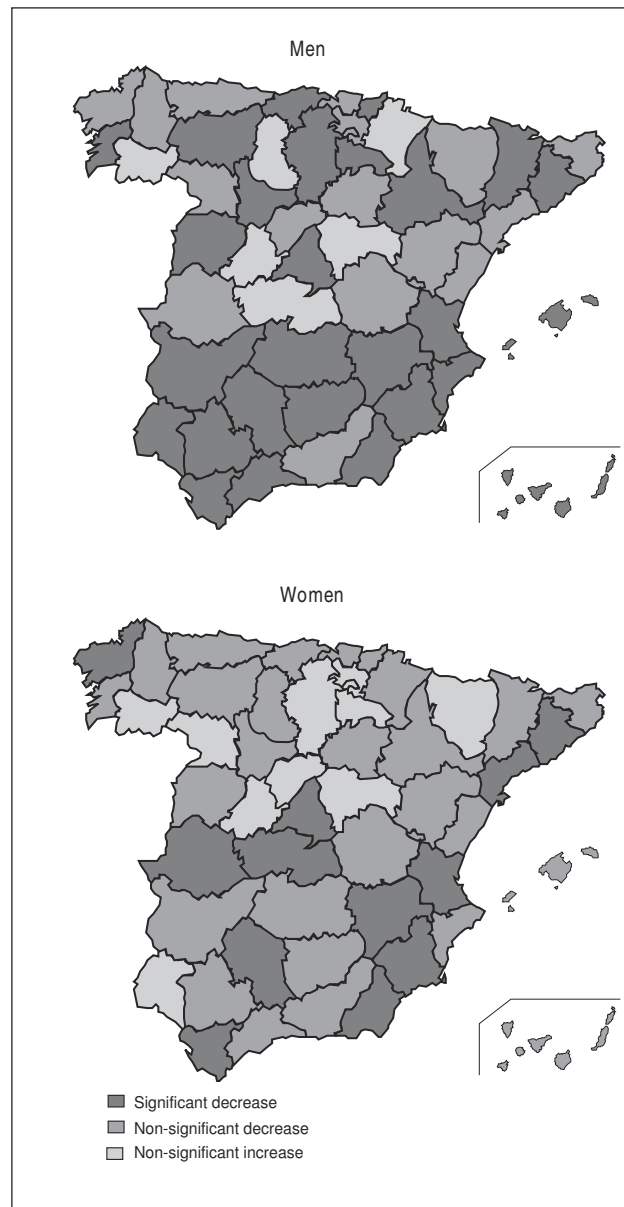 Men
Women
Significant decrease
Non-significant decrease
Non-significant increase